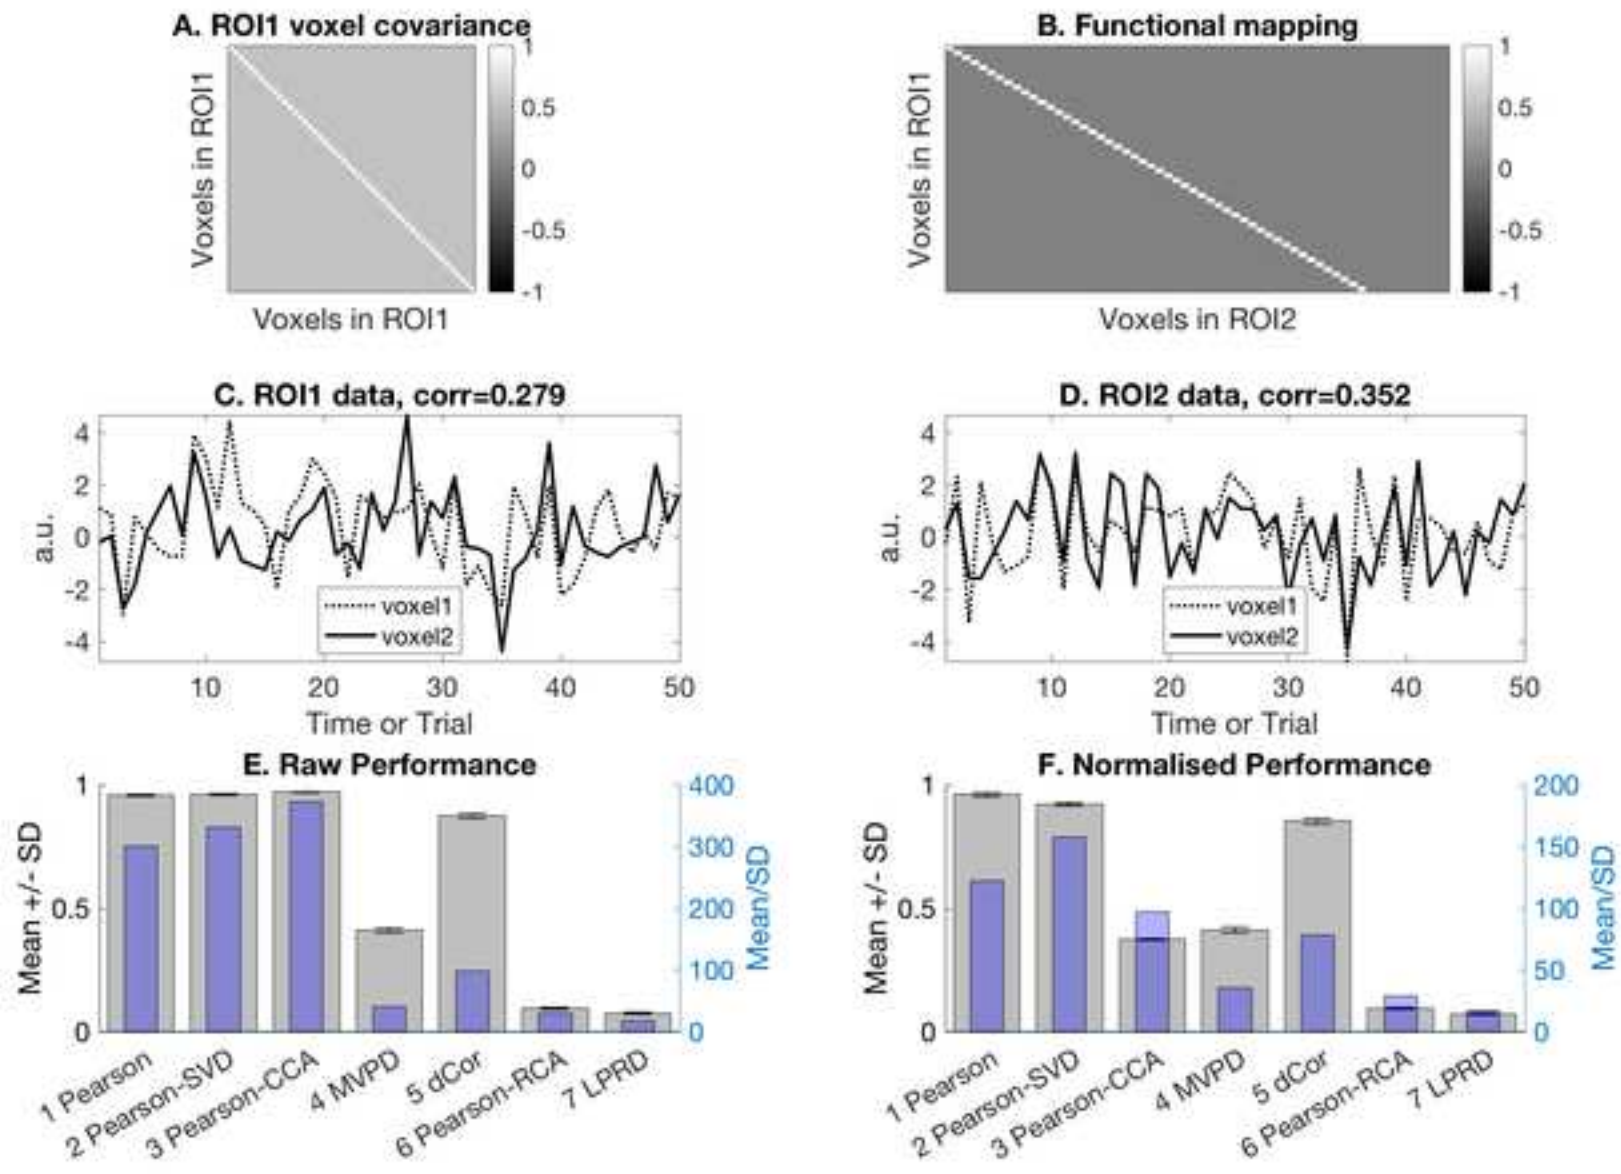 A. ROI1 voxel covariance
Voxels in ROI1
1
0.5
0
-0.5
-1
Voxels in ROI1
B. Functional mapping
Voxels in ROI1
1
0.5
0
-0.5
-1
Voxels in ROI2
C. ROI1 data, corr=0.279
a.u.
4
2
0
-2
-4
voxel1
voxel2
10 20 30 40 50
Time or Trial
D. ROI2 data, corr=0.352
a.u.
4
2
0
-2
-4
voxel1
voxel2
10 20 30 40 50
Time or Trial
E. Raw Performance
Mean +/- SD
1
0.5
0
400
300
200
100
0
Mean/SD
1 Pearson
2 Pearson-SVD
3 Pearson-CCA
4 MVPD
5 dCor
6 Pearson-RCA
7 LPRD
F. Normalised Performance
Mean +/- SD
1
0.5
0
200
150
100
50
0
Mean/SD
1 Pearson
2 Pearson-SVD
3 Pearson-CCA
4 MVPD
5 dCor
6 Pearson-RCA
7 LPRD